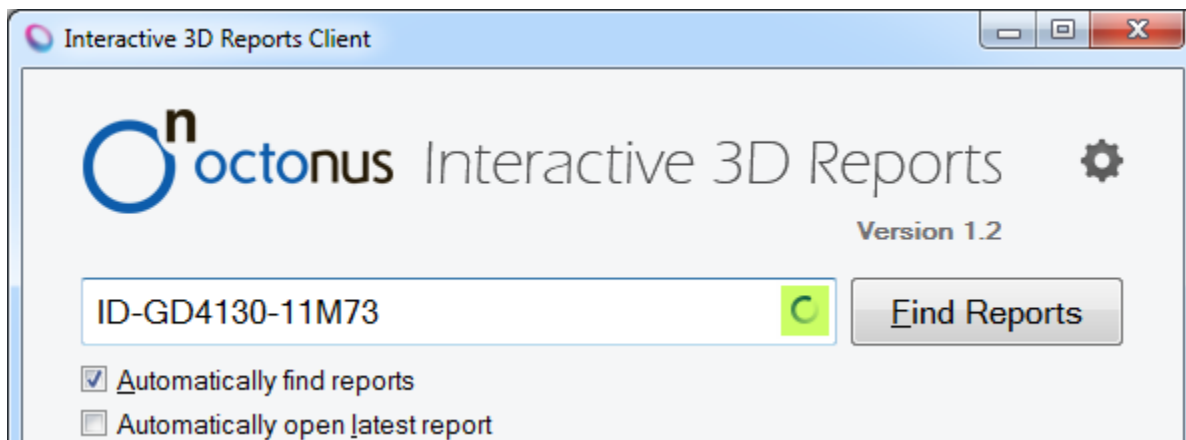 Interactive 3D Reports Client
octonus Interactive 3D Reports
Version 1.2
ID-GD4130-11M73
Find Reports
Automatically find reports
Automatically open latest report